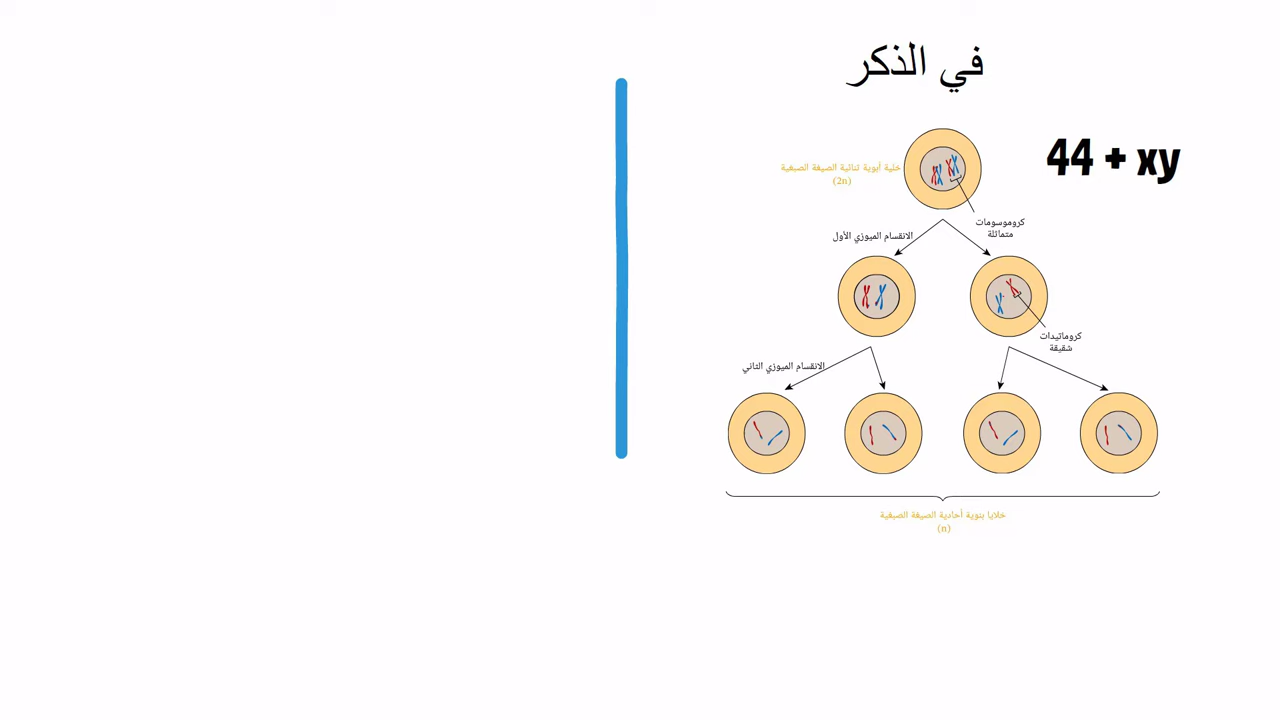 في الذكر
44 + xy
خلية أبوية ثنائية الصيغة الصبغية
(2n)
كروموسومات
متماثلة
الانقسام الميوزي الأول
كروماتيدات
شقيقة
الانقسام الميوزي الثاني
خلايا بنوية أحادية الصيغة الصبغية
(n)